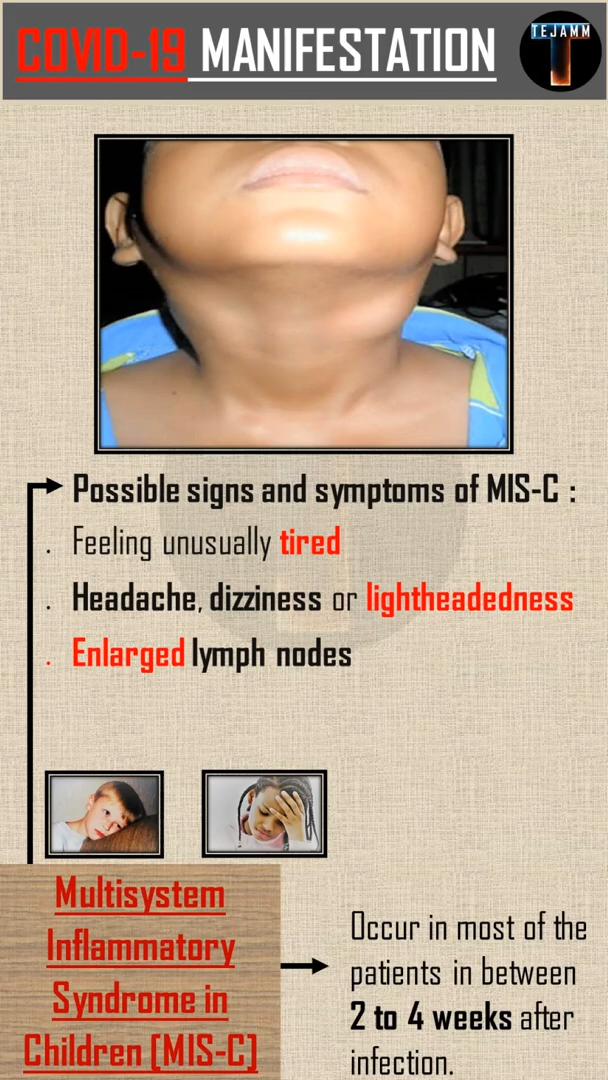 COVID-19 MANIFESTATION
TEJAMM
Possible signs and symptoms of MIS-C :
. Feeling unusually tired
. Headache, dizziness or lightheadedness
. Enlarged lymph nodes
Multisystem
Inflammatory
Syndrome in
Children (MIS-C)
Occur in most of the
patients in between
2 to 4 weeks after
infection.